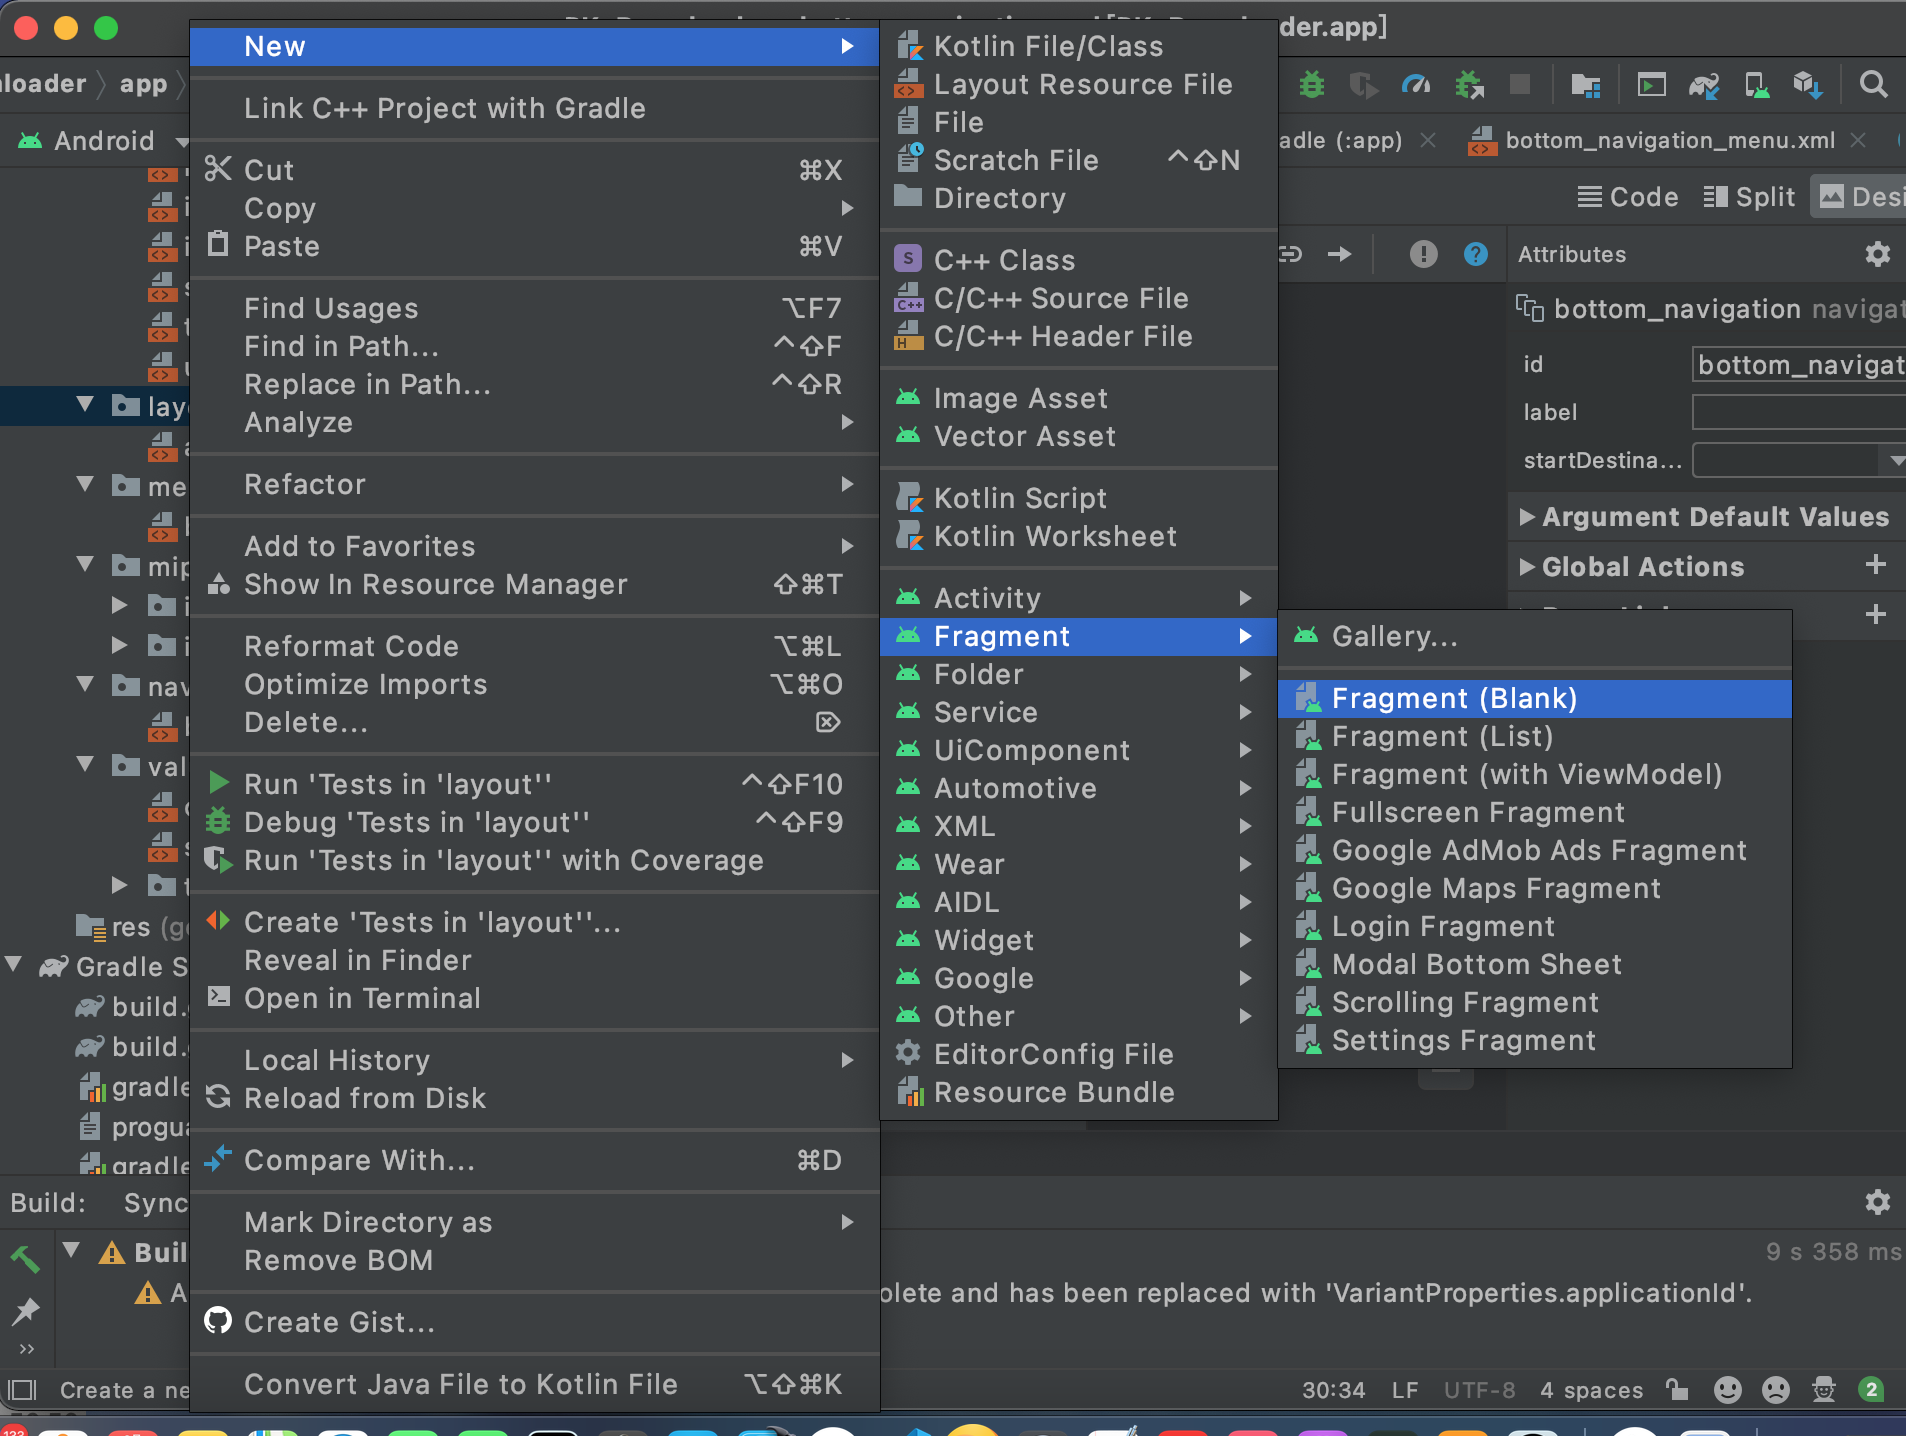 der.app]
loader
app
New
Link C++ Project with Gradle
Cut ⌘X
Copy
Paste ⌘V
Find Usages ⌥F7
Find in Path... ^⇧F
Replace in Path... ^⇧R
Analyze
Refactor
Add to Favorites
Show In Resource Manager ⇧⌘T
Reformat Code ⌥⌘L
Optimize Imports ⌥⌘O
Delete... ⌦
Run 'Tests in 'layout'' ^⇧F10
Debug 'Tests in 'layout'' ^⇧F9
Run 'Tests in 'layout'' with Coverage
Create 'Tests in 'layout''...
Reveal in Finder
Open in Terminal
Local History
Reload from Disk
Compare With... ⌘D
Mark Directory as
Remove BOM
Create Gist...
Convert Java File to Kotlin File ⌥⇧⌘K
Kotlin File/Class
Layout Resource File
File
Scratch File ^⇧N
Directory
C++ Class
C/C++ Source File
C/C++ Header File
Image Asset
Vector Asset
Kotlin Script
Kotlin Worksheet
Activity
Fragment
Folder
Service
UiComponent
Automotive
XML
Wear
AIDL
Widget
Google
Other
EditorConfig File
Resource Bundle
Gallery...
Fragment (Blank)
Fragment (List)
Fragment (with ViewModel)
Fullscreen Fragment
Google AdMob Ads Fragment
Google Maps Fragment
Login Fragment
Modal Bottom Sheet
Scrolling Fragment
Settings Fragment
Android
lay
me
mip
nav
val
res (ge
Gradle S
build.
build.
gradle
progua
gradle
adle (:app)
bottom_navigation_menu.xml
Code Split Desi
Attributes
bottom_navigation navigat
id bottom_navigat
label
startDestina...
Argument Default Values
Global Actions
Build: Sync
Buil
9 s 358 ms
A
olete and has been replaced with 'VariantProperties.applicationId'.
Create a ne
30:34 LF UTF-8 4 spaces 2